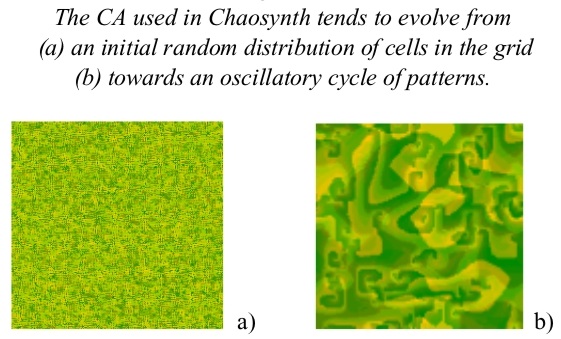 The CA used in Chaosynth tends to evolve from
(a) an initial random distribution of cells in the grid
(b) towards an oscillatory cycle of patterns.
a)
b)